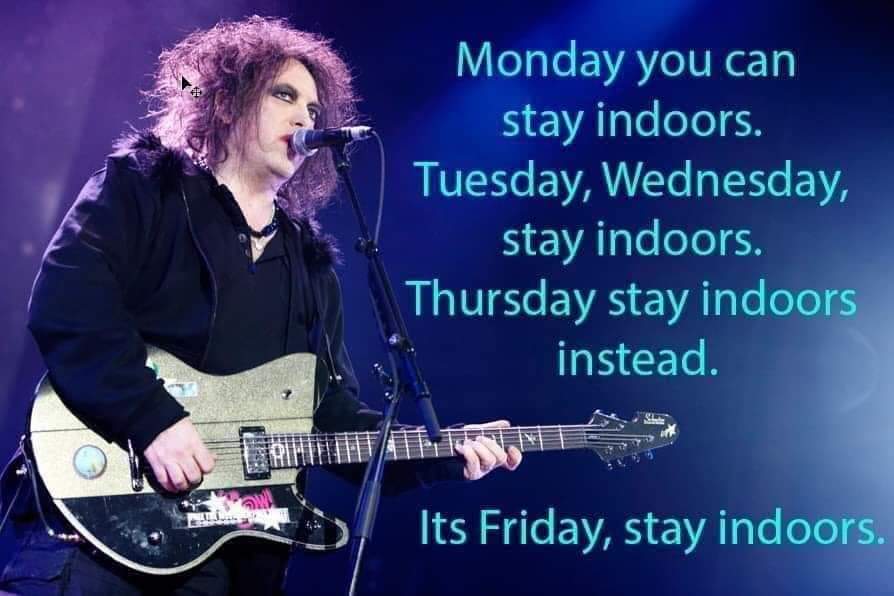 Monday you can
stay indoors.
Tuesday, Wednesday,
stay indoors.
Thursday stay indoors
instead.
Its Friday, stay indoors.